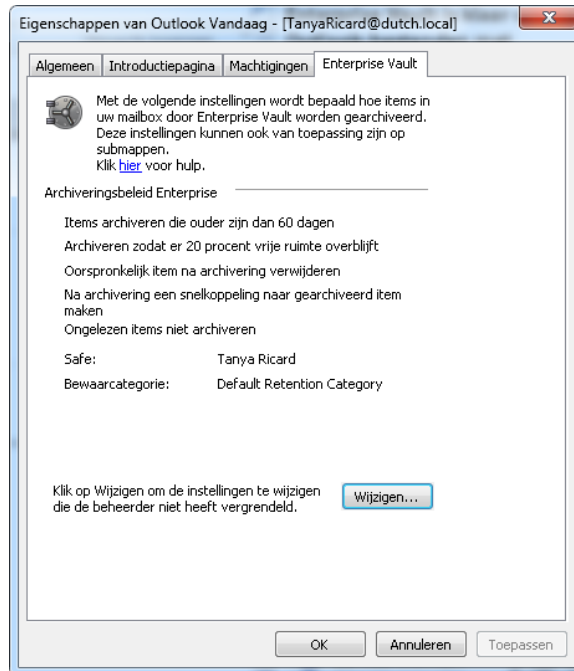 Eigenschappen van Outlook Vandaag - [TanyaRicard@dutch.local]
Algemeen Introductiepagina Machtigingen Enterprise Vault
Met de volgende instellingen wordt bepaald hoe items in
uw mailbox door Enterprise Vault worden gearchiveerd.
Deze instellingen kunnen ook van toepassing zijn op
submappen.
Klik hier voor hulp.
Archiveringsbeleid Enterprise
Items archiveren die ouder zijn dan 60 dagen
Archiveren zodat er 20 procent vrije ruimte overblijft
Oorspronkelijk item na archivering verwijderen
Na archivering een snelkoppeling naar gearchiveerd item
maken
Ongelezen items niet archiveren
Safe: Tanya Ricard
Bewaarcategorie: Default Retention Category
Klik op Wijzigen om de instellingen te wijzigen
die de beheerder niet heeft vergrendeld.
Wijzigen...
OK Annuleren Toepassen